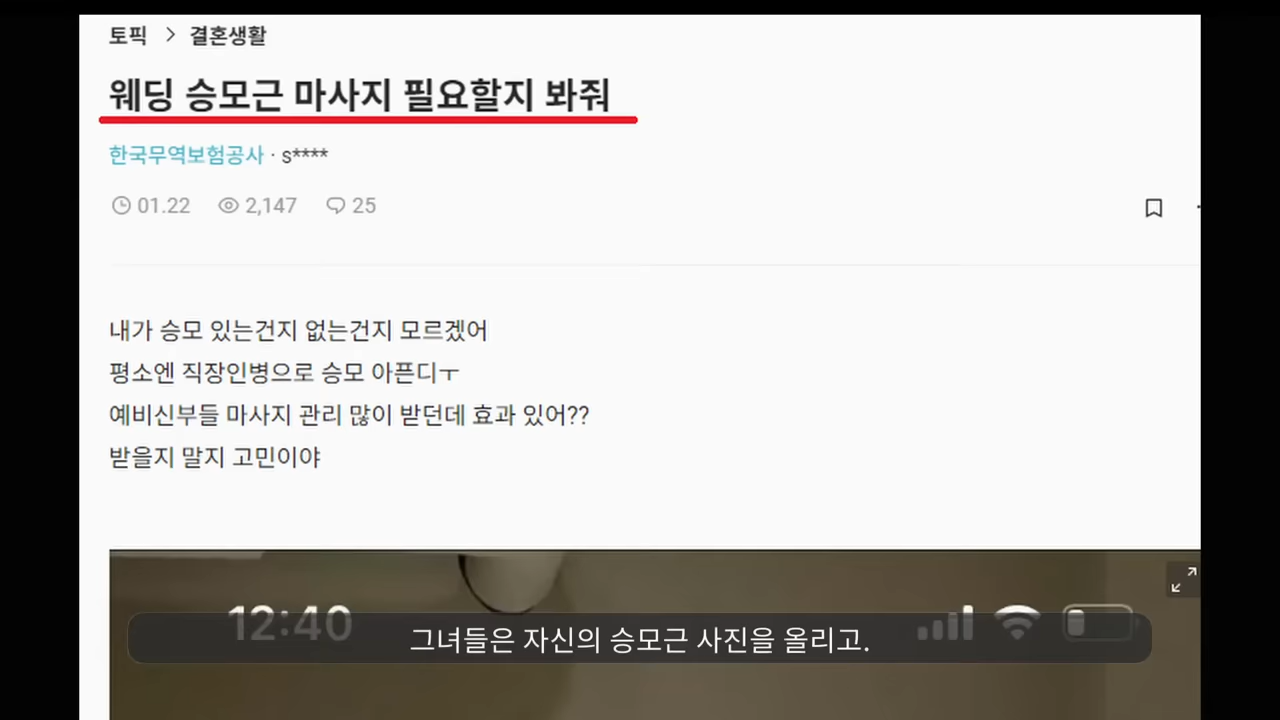 토픽 > 결혼생활
웨딩 승모근 마사지 필요할지 봐줘
한국무역보험공사 · s****
01.22 2,147 25
내가 승모 있는건지 없는건지 모르겠어
평소엔 직장인병으로 승모 아픈디ㅜ
예비신부들 마사지 관리 많이 받던데 효과 있어??
받을지 말지 고민이야
12:40
그녀들은 자신의 승모근 사진을 올리고.